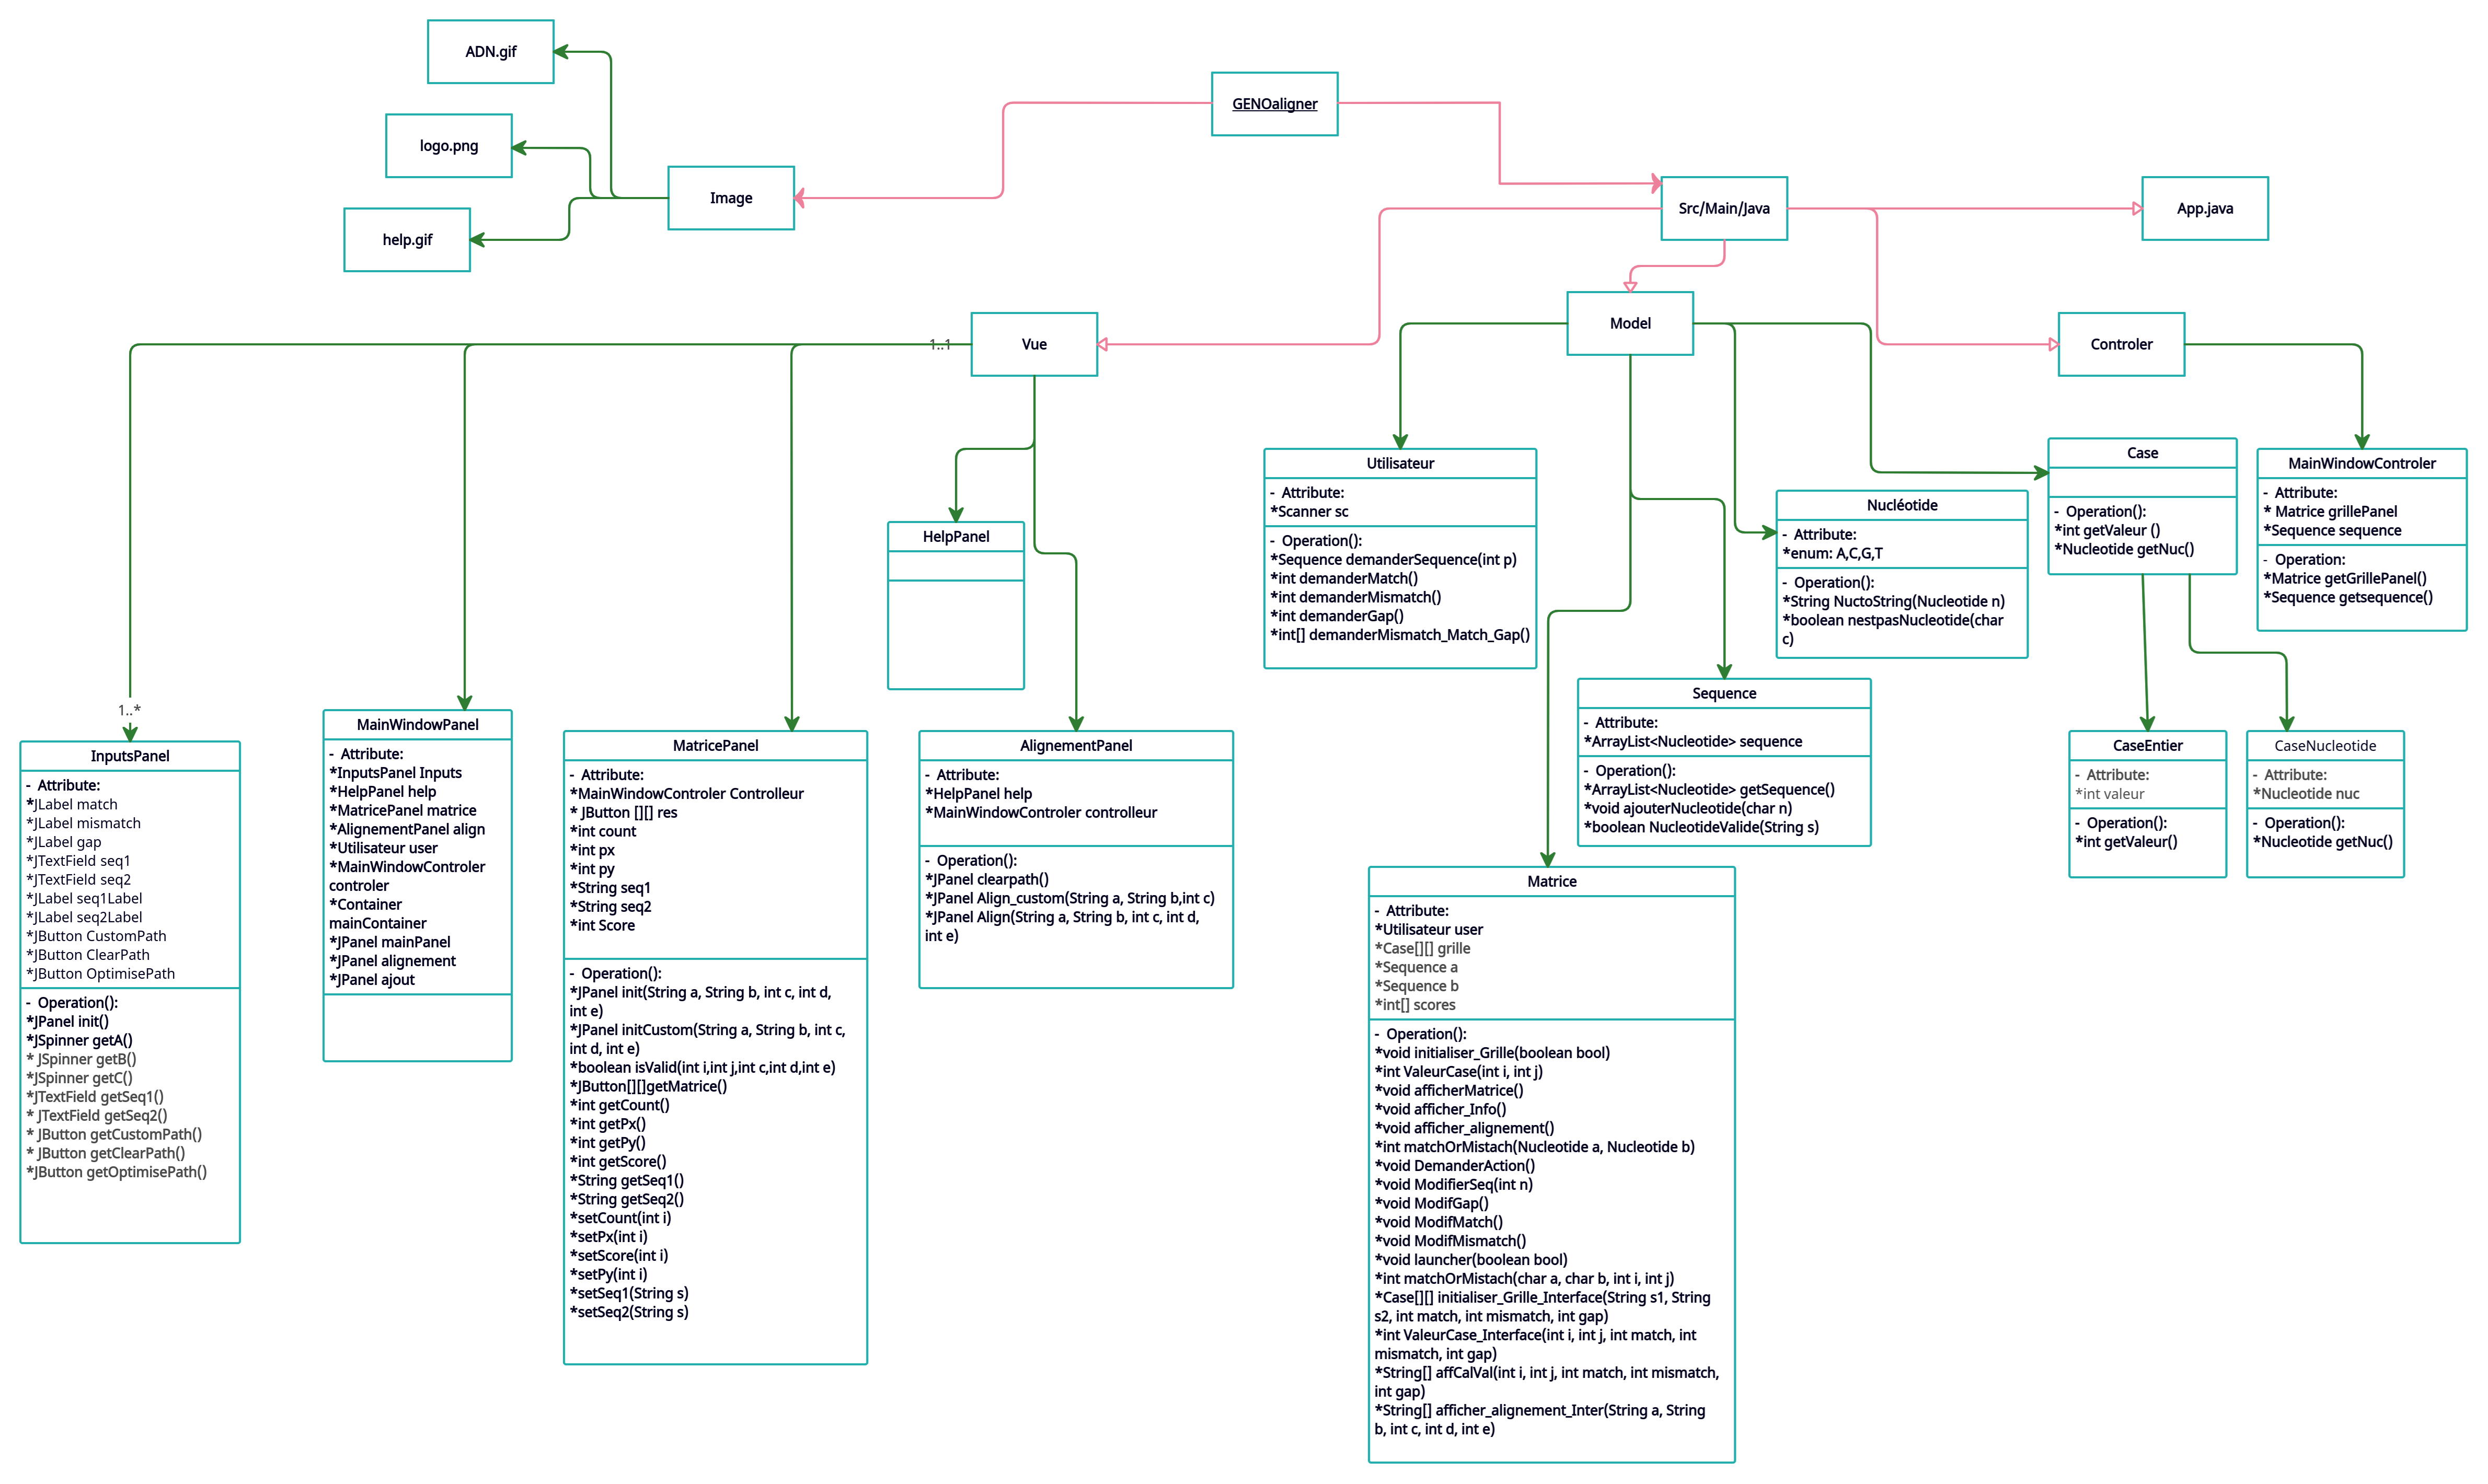 ADN.gif
GENOaligner
logo.png
Image
Src/Main/Java
App.java
help.gif
Model
1..1
Vue
Controler
Utilisateur
-  Attribute:
*Scanner sc
-  Operation():
*Sequence demanderSequence(int p)
*int demanderMatch()
*int demanderMismatch()
*int demanderGap()
*int[] demanderMismatch_Match_Gap()
Nucléotide
-  Attribute:
*enum: A,C,G,T
-  Operation():
*String NuctoString(Nucleotide n)
*boolean nestpasNucleotide(char
c)
Case
-  Operation():
*int getValeur ()
*Nucleotide getNuc()
MainWindowControler
-  Attribute:
* Matrice grillePanel
*Sequence sequence
-  Operation:
*Matrice getGrillePanel()
*Sequence getsequence()
HelpPanel
1..*
InputsPanel
-  Attribute:
*JLabel match
*JLabel mismatch
*JLabel gap
*JTextField seq1
*JTextField seq2
*JLabel seq1Label
*JLabel seq2Label
*JButton CustomPath
*JButton ClearPath
*JButton OptimisePath
-  Operation():
*JPanel init()
*JSpinner getA()
* JSpinner getB()
*JSpinner getC()
*JTextField getSeq1()
* JTextField getSeq2()
* JButton getCustomPath()
* JButton getClearPath()
*JButton getOptimisePath()
MainWindowPanel
-  Attribute:
*InputsPanel Inputs
*HelpPanel help
*MatricePanel matrice
*AlignementPanel align
*Utilisateur user
*MainWindowControler
controler
*Container
mainContainer
*JPanel mainPanel
*JPanel alignement
*JPanel ajout
MatricePanel
-  Attribute:
*MainWindowControler Controlleur
* JButton [][] res
*int count
*int px
*int py
*String seq1
*String seq2
*int Score
-  Operation():
*JPanel init(String a, String b, int c, int d,
int e)
*JPanel initCustom(String a, String b, int c,
int d, int e)
*boolean isValid(int i,int j,int c,int d,int e)
*JButton[][]getMatrice()
*int getCount()
*int getPx()
*int getPy()
*int getScore()
*String getSeq1()
*String getSeq2()
*setCount(int i)
*setPx(int i)
*setScore(int i)
*setPy(int i)
*setSeq1(String s)
*setSeq2(String s)
AlignementPanel
-  Attribute:
*HelpPanel help
*MainWindowControler controlleur
-  Operation():
*JPanel clearpath()
*JPanel Align_custom(String a, String b,int c)
*JPanel Align(String a, String b, int c, int d,
int e)
Sequence
-  Attribute:
*ArrayList<Nucleotide> sequence
-  Operation():
*ArrayList<Nucleotide> getSequence()
*void ajouterNucleotide(char n)
*boolean NucleotideValide(String s)
CaseEntier
-  Attribute:
*int valeur
-  Operation():
*int getValeur()
CaseNucleotide
-  Attribute:
*Nucleotide nuc
-  Operation():
*Nucleotide getNuc()
Matrice
-  Attribute:
*Utilisateur user
*Case[][] grille
*Sequence a
*Sequence b
*int[] scores
-  Operation():
*void initialiser_Grille(boolean bool)
*int ValeurCase(int i, int j)
*void afficherMatrice()
*void afficher_Info()
*void afficher_alignement()
*int matchOrMistach(Nucleotide a, Nucleotide b)
*void DemanderAction()
*void ModifierSeq(int n)
*void ModifGap()
*void ModifMatch()
*void ModifMismatch()
*void launcher(boolean bool)
*int matchOrMistach(char a, char b, int i, int j)
*Case[][] initialiser_Grille_Interface(String s1, String
s2, int match, int mismatch, int gap)
*int ValeurCase_Interface(int i, int j, int match, int
mismatch, int gap)
*String[] affCalVal(int i, int j, int match, int mismatch,
int gap)
*String[] afficher_alignement_Inter(String a, String
b, int c, int d, int e)